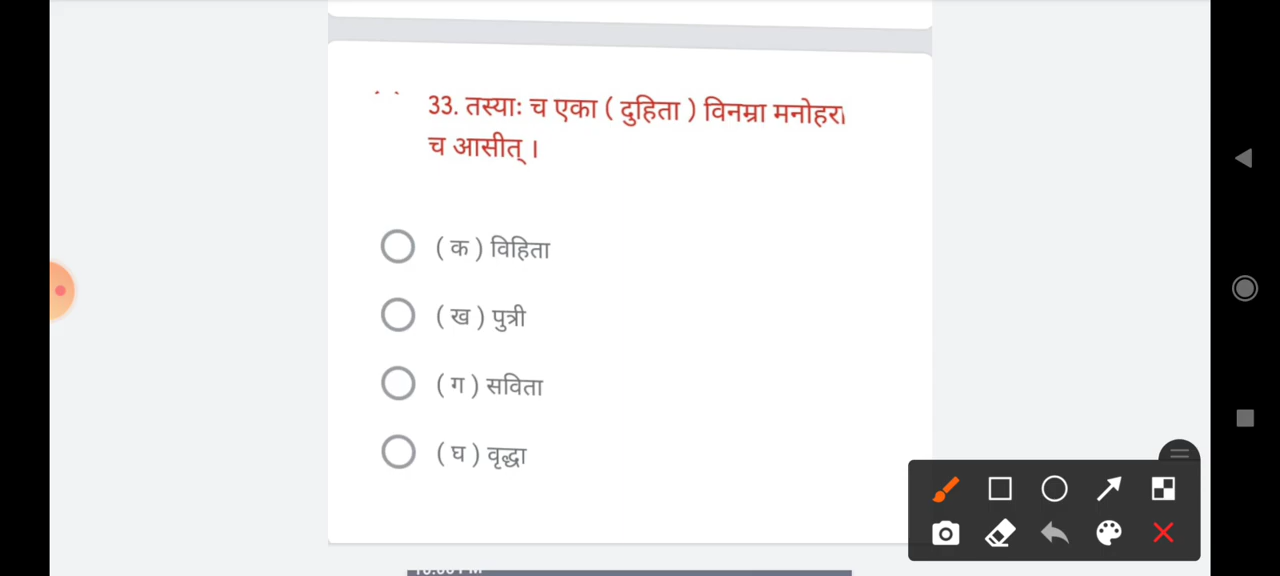 33. तस्याः च एका ( दुहिता ) विनम्रा मनोहरा
च आसीत् ।
( क ) विहिता
( ख ) पुत्री
( ग ) सविता
( घ ) वृद्धा